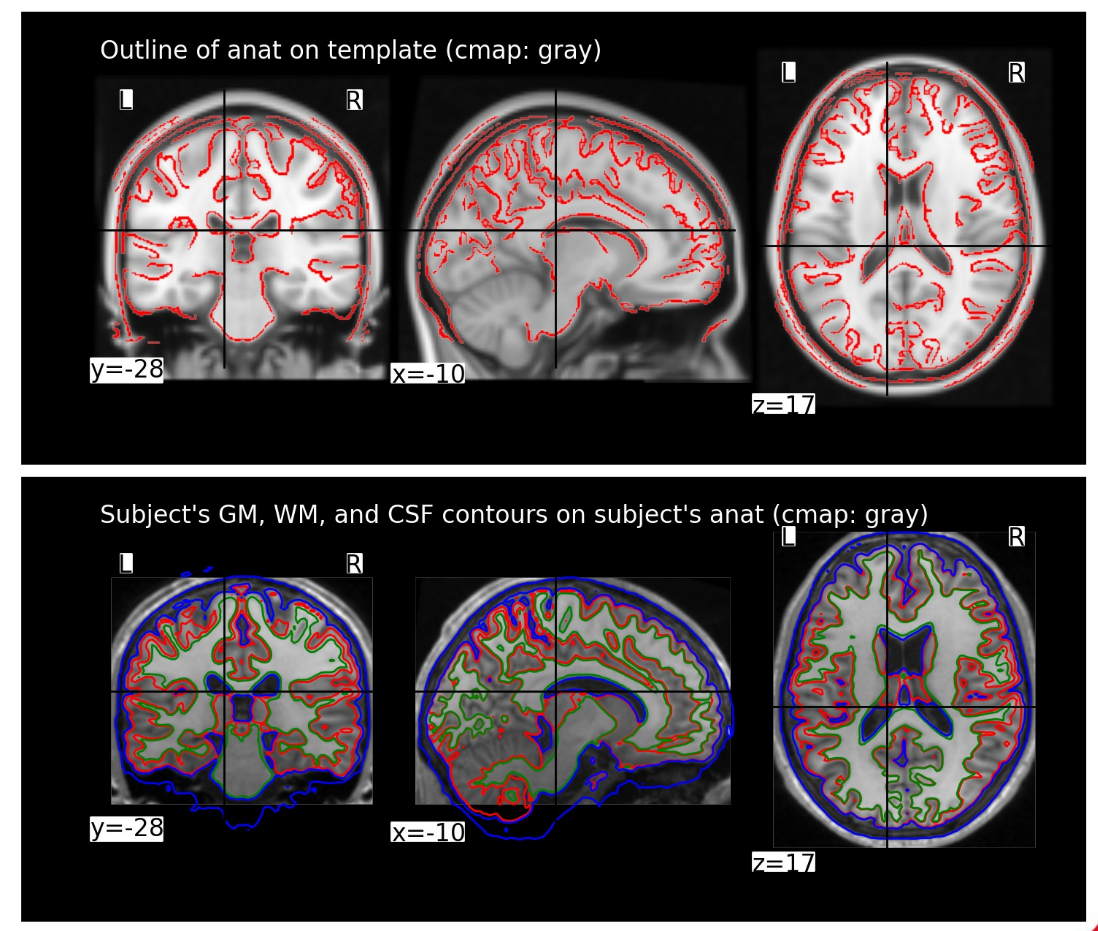 Outline of anat on template (cmap: gray)
L R
L R
y=-28
x=-10
z=17
Subject's GM, WM, and CSF contours on subject's anat (cmap: gray)
L R
L R
y=-28
x=-10
z=17